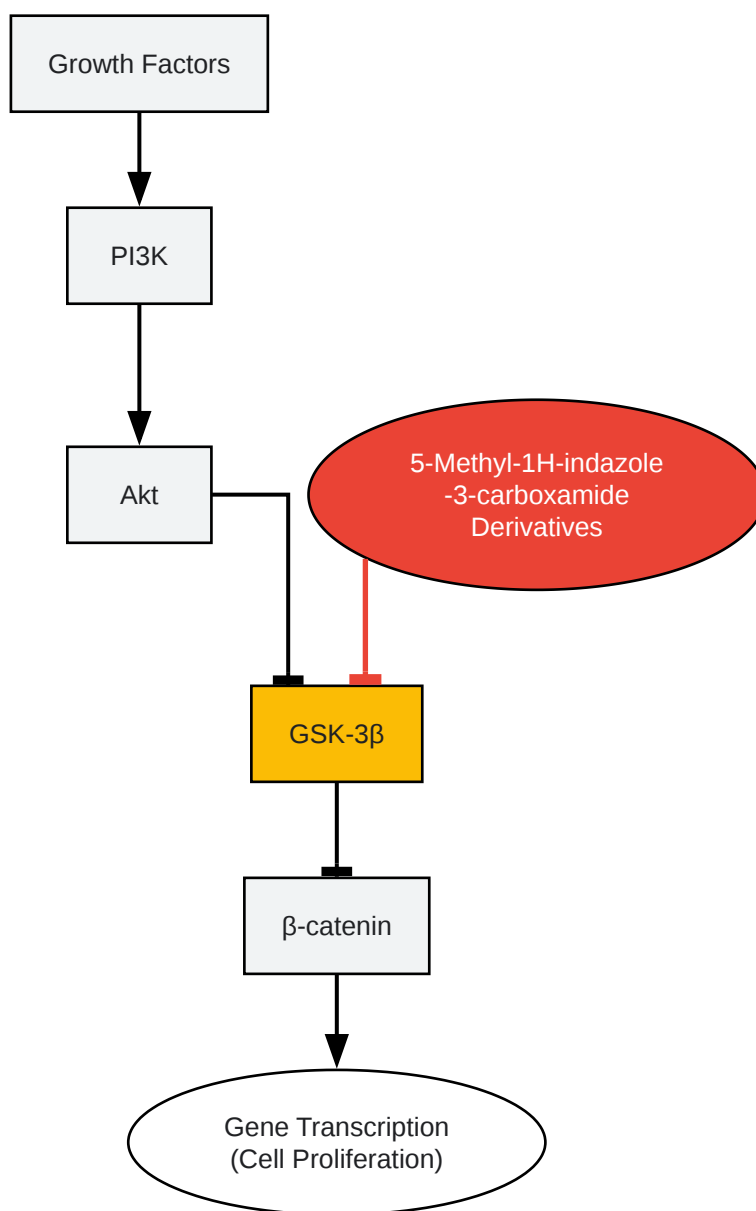 Growth Factors
PI3K
Akt
5-Methyl-1H-indazole
-3-carboxamide
Derivatives
GSK-3β
β-catenin
Gene Transcription
(Cell Proliferation)